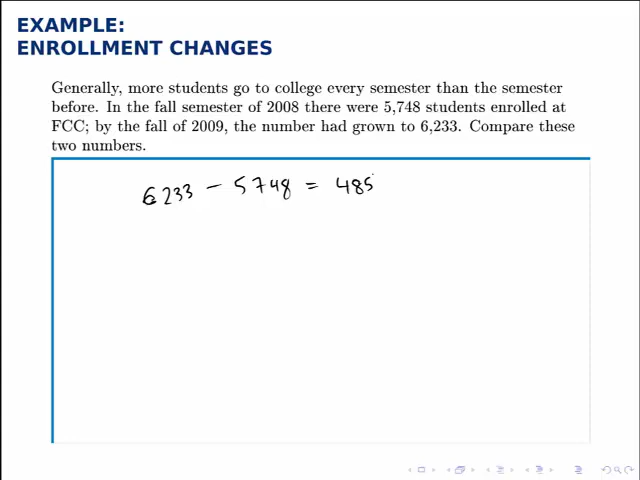 EXAMPLE:
ENROLLMENT CHANGES
Generally, more students go to college every semester than the semester
before. In the fall semester of 2008 there were 5,748 students enrolled at
FCC; by the fall of 2009, the number had grown to 6,233. Compare these
two numbers.
6233 − 5748 = 485